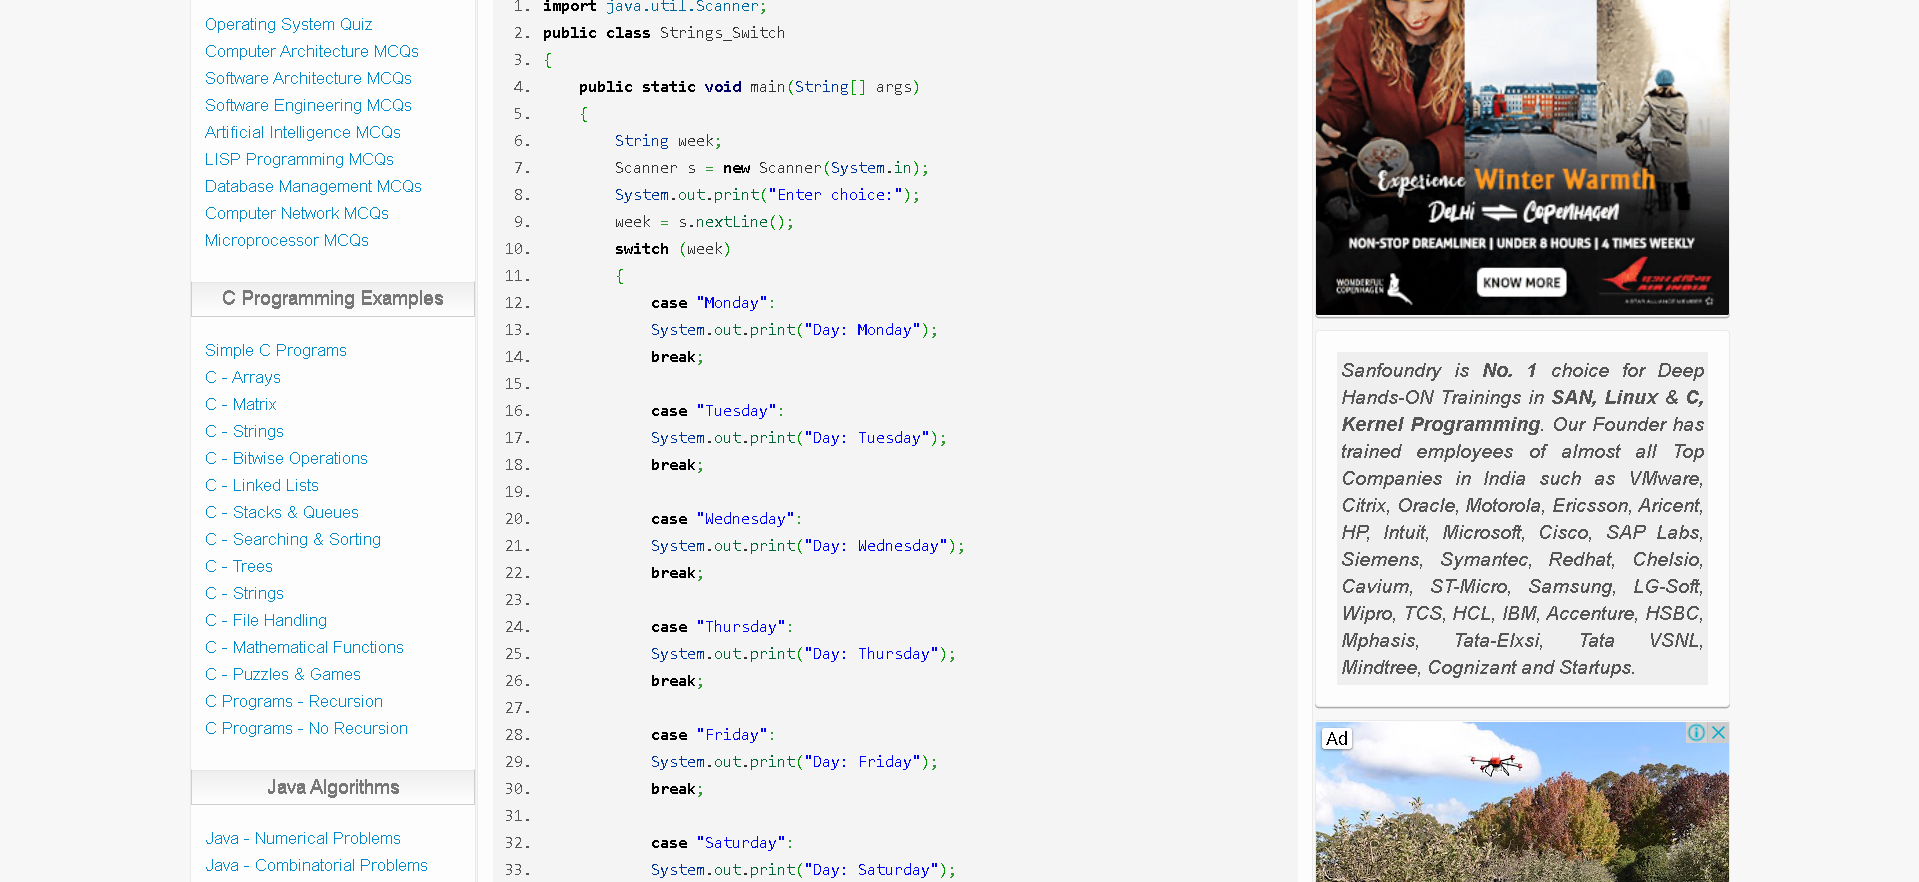 Operating System Quiz
Computer Architecture MCQs
Software Architecture MCQs
Software Engineering MCQs
Artificial Intelligence MCQs
LISP Programming MCQs
Database Management MCQs
Computer Network MCQs
Microprocessor MCQs
C Programming Examples
Simple C Programs
C - Arrays
C - Matrix
C - Strings
C - Bitwise Operations
C - Linked Lists
C - Stacks & Queues
C - Searching & Sorting
C - Trees
C - Strings
C - File Handling
C - Mathematical Functions
C - Puzzles & Games
C Programs - Recursion
C Programs - No Recursion
Java Algorithms
Java - Numerical Problems
Java - Combinatorial Problems
1. import java.util.Scanner;
2. public class Strings_Switch
3. {
4. public static void main(String[] args)
5. {
6. String week;
7. Scanner s = new Scanner(System.in);
8. System.out.print("Enter choice:");
9. week = s.nextLine();
10. switch (week)
11. {
12. case "Monday":
13. System.out.print("Day: Monday");
14. break;
15.
16. case "Tuesday":
17. System.out.print("Day: Tuesday");
18. break;
19.
20. case "Wednesday":
21. System.out.print("Day: Wednesday");
22. break;
23.
24. case "Thursday":
25. System.out.print("Day: Thursday");
26. break;
27.
28. case "Friday":
29. System.out.print("Day: Friday");
30. break;
31.
32. case "Saturday":
33. System.out.print("Day: Saturday");
Experience Winter Warmth
Delhi Copenhagen
NON-STOP DREAMLINER | UNDER 8 HOURS | 4 TIMES WEEKLY
WONDERFUL COPENHAGEN
KNOW MORE
एअर इंडिया
AIR INDIA
A STAR ALLIANCE MEMBER
Sanfoundry is No. 1 choice for Deep
Hands-ON Trainings in SAN, Linux & C,
Kernel Programming. Our Founder has
trained employees of almost all Top
Companies in India such as VMware,
Citrix, Oracle, Motorola, Ericsson, Aricent,
HP, Intuit, Microsoft, Cisco, SAP Labs,
Siemens, Symantec, Redhat, Chelsio,
Cavium, ST-Micro, Samsung, LG-Soft,
Wipro, TCS, HCL, IBM, Accenture, HSBC,
Mphasis, Tata-Elxsi, Tata VSNL,
Mindtree, Cognizant and Startups.
Ad